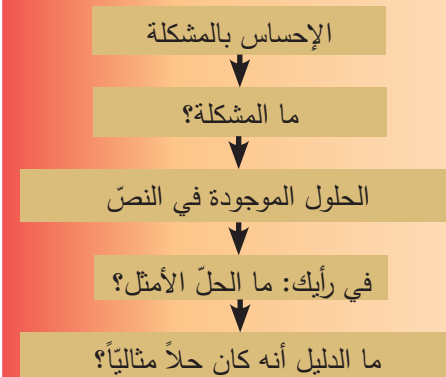 الإحساس بالمشكلة
ما المشكلة؟
الحلول الموجودة في النصّ
في رأيك: ما الحلّ الأمثل؟
ما الدليل أنه كان حلاً مثاليّاً؟